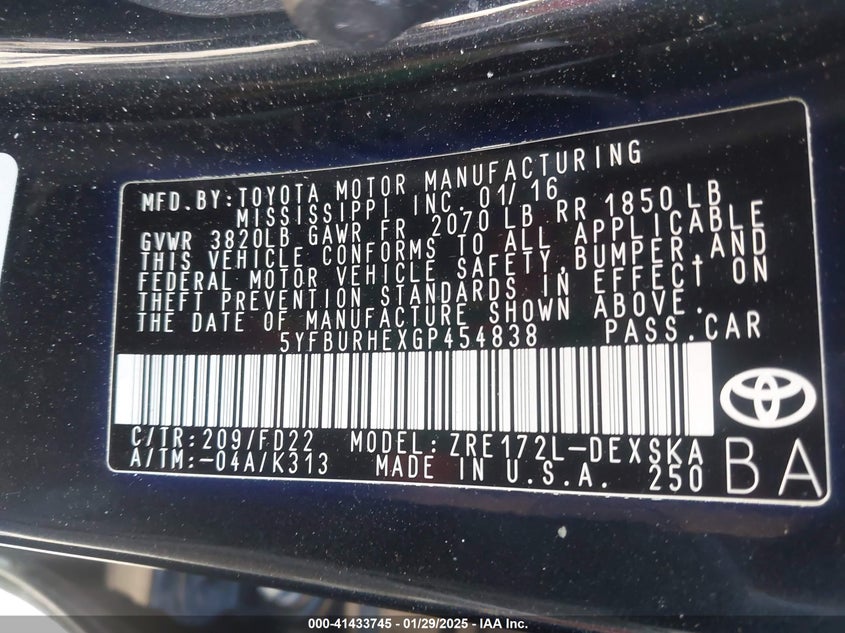 MFD. BY: TOYOTA MOTOR MANUFACTURING
MISSISSIPPI INC. 01/16
GVWR 3820LB GAWR FR 2070 LB RR 1850 LB
THIS VEHICLE CONFORMS TO ALL APPLICABLE
FEDERAL MOTOR VEHICLE SAFETY, BUMPER, AND
THEFT PREVENTION STANDARDS IN EFFECT ON
THE DATE OF MANUFACTURE SHOWN ABOVE.
5YFBURHEXGP454838 PASS. CAR
C/TR: 209/FD22 MODEL: ZRE172L-DEXSKA
A/TM: -04A/K313 MADE IN U.S.A. 250 BA
000-41433745 - 01/29/2025 - IAA Inc. (C)